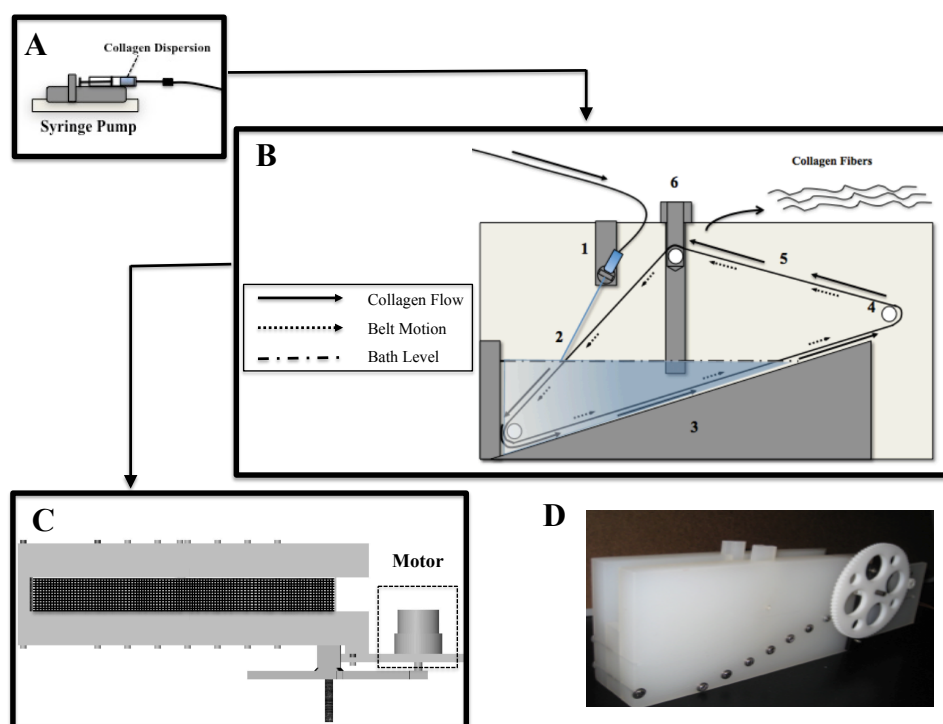 A
Collagen Dispersion
Syringe Pump
B
Collagen Fibers
6
1
5
4
2
3
Collagen Flow
Belt Motion
Bath Level
C
Motor
D